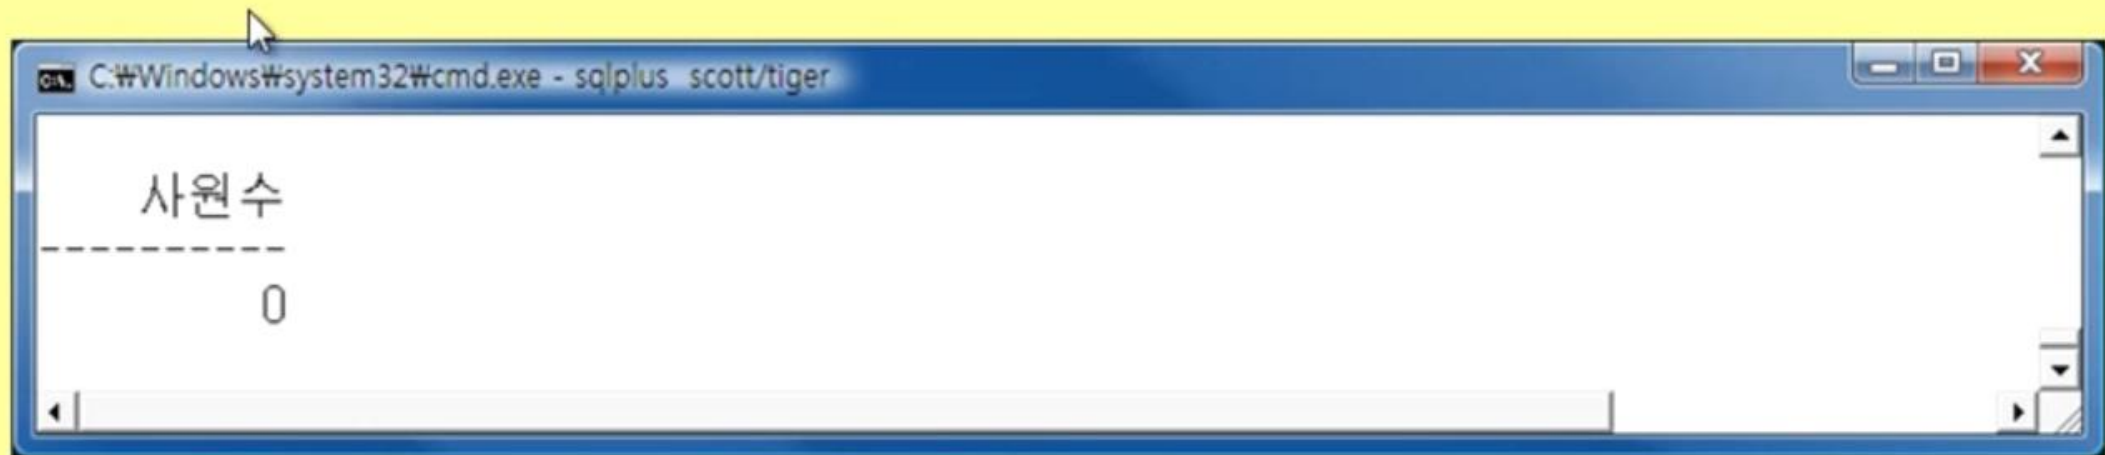 C:₩Windows₩system32₩cmd.exe - sqlplus scott/tiger
사원수
----------
0